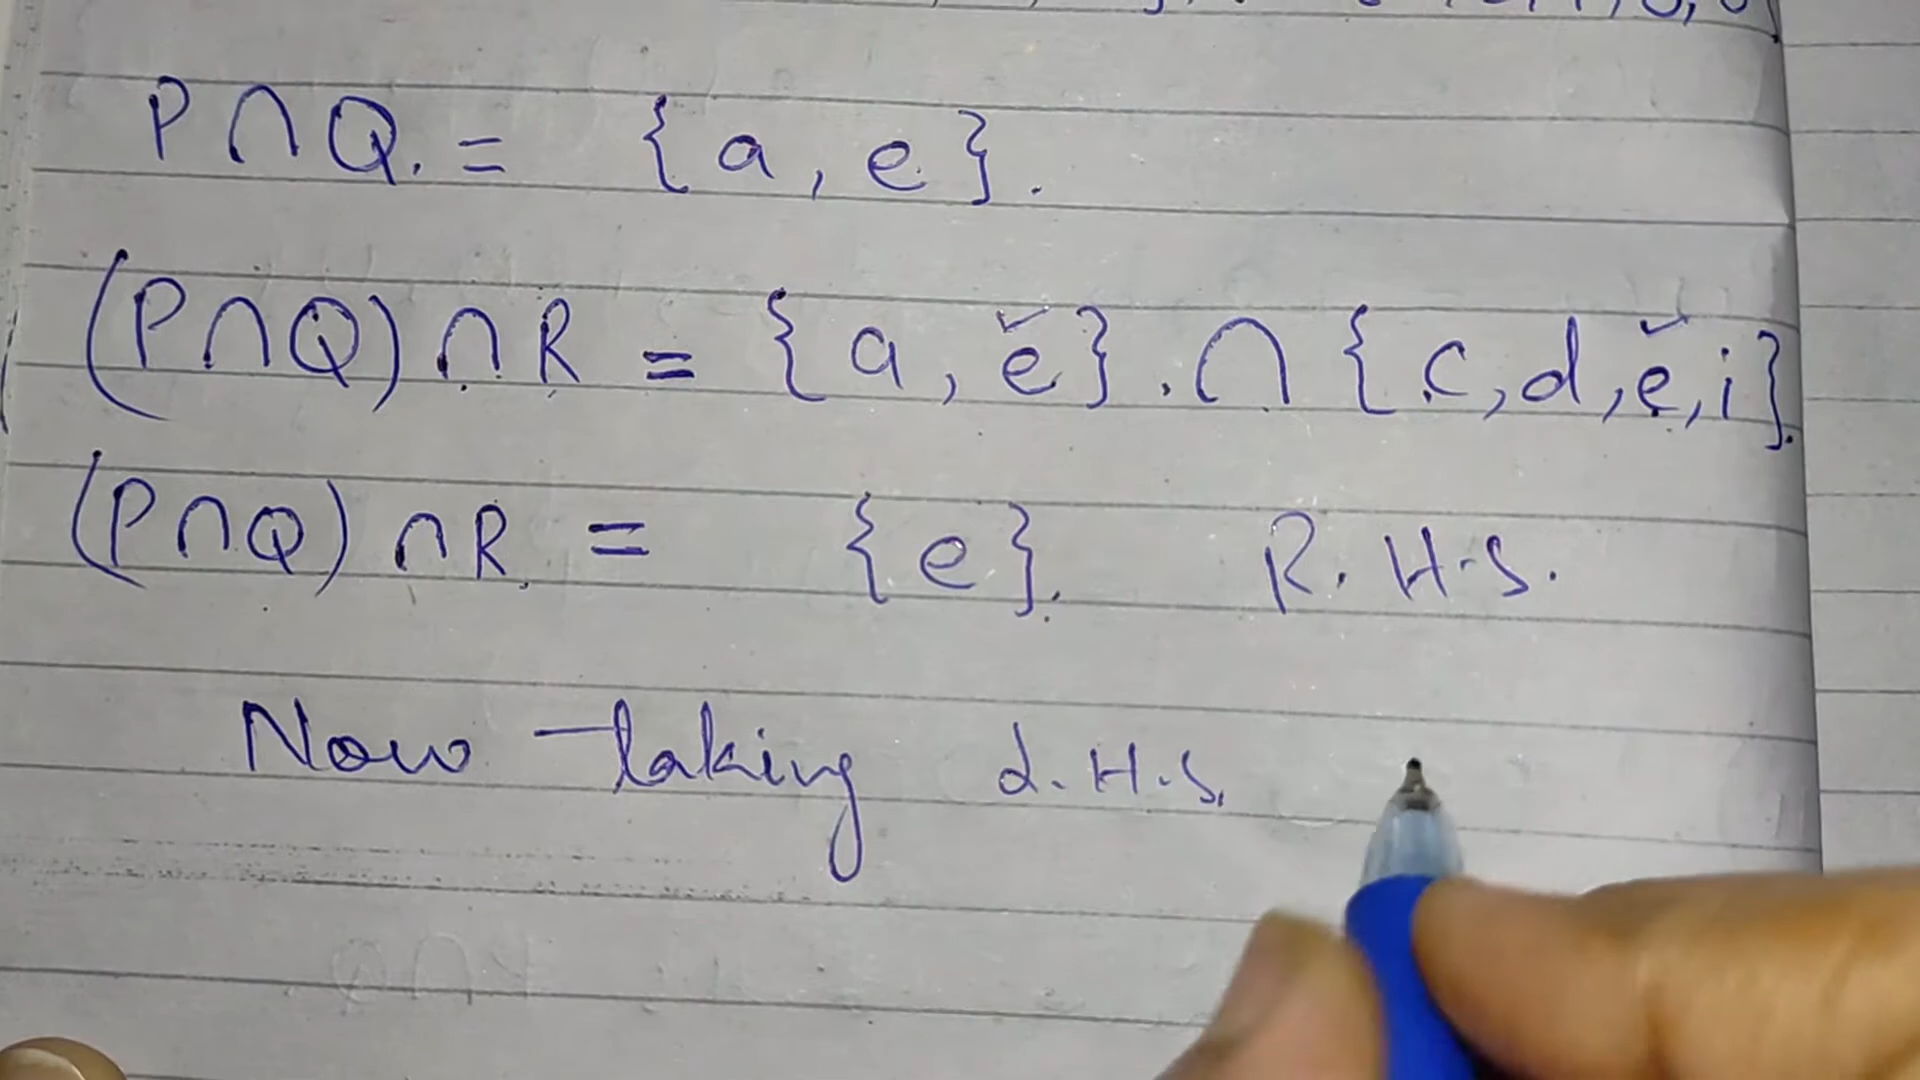 P∩Q. = {a, e}.
(P∩Q)∩R = {a, e}.∩{c,d,e,i}.
(P∩Q)∩R. = {e}. R.H.S.
Now taking L.H.S.